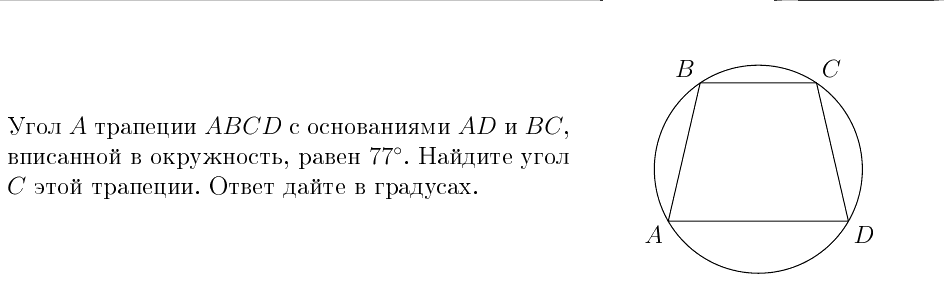 Угол A трапеции ABCD с основаниями AD и BC,
вписанной в окружность, равен 77°. Найдите угол
C этой трапеции. Ответ дайте в градусах.
B
C
A
D